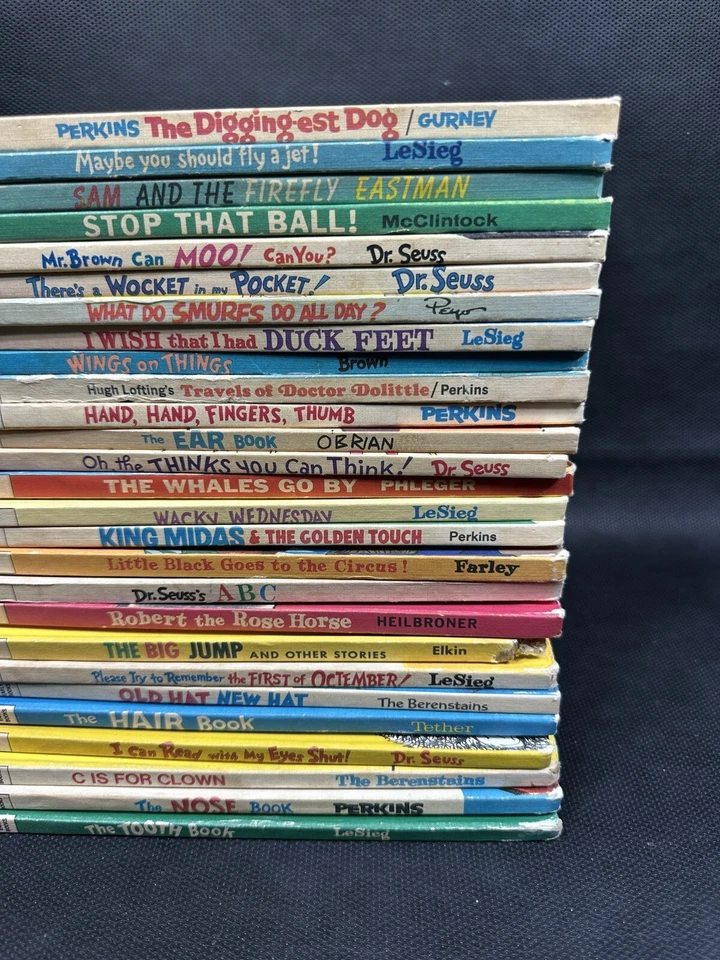 PERKINS The Digging-est Dog / GURNEY
Maybe you should fly a jet! LeSieg
SAM AND THE FIREFLY EASTMAN
STOP THAT BALL! McClintock
Mr. Brown Can MOO! Can You? Dr. Seuss
There's a WOCKET in my POCKET! Dr. Seuss
WHAT DO SMURFS DO ALL DAY? Peyo
I WISH that I had DUCK FEET LeSieg
WINGS on THINGS Brown
Hugh Lofting's Travels of Doctor Dolittle / Perkins
HAND, HAND, FINGERS, THUMB PERKINS
The EAR BOOK OBRIAN
Oh the THINKS you Can Think! Dr. Seuss
THE WHALES GO BY PHLEGER
WACKY WEDNESDAY LeSieg
KING MIDAS & THE GOLDEN TOUCH Perkins
Little Black Goes to the Circus! Farley
Dr. Seuss's ABC
Robert the Rose Horse HEILBRONER
THE BIG JUMP AND OTHER STORIES Elkin
Please Try to Remember the FIRST of OCTEMBER! LeSieg
OLD HAT NEW HAT The Berenstains
The HAIR Book Tether
I Can Read with My Eyes Shut! Dr. Seuss
C IS FOR CLOWN The Berenstains
The NOSE BOOK PERKINS
The TOOTH Book LeSieg